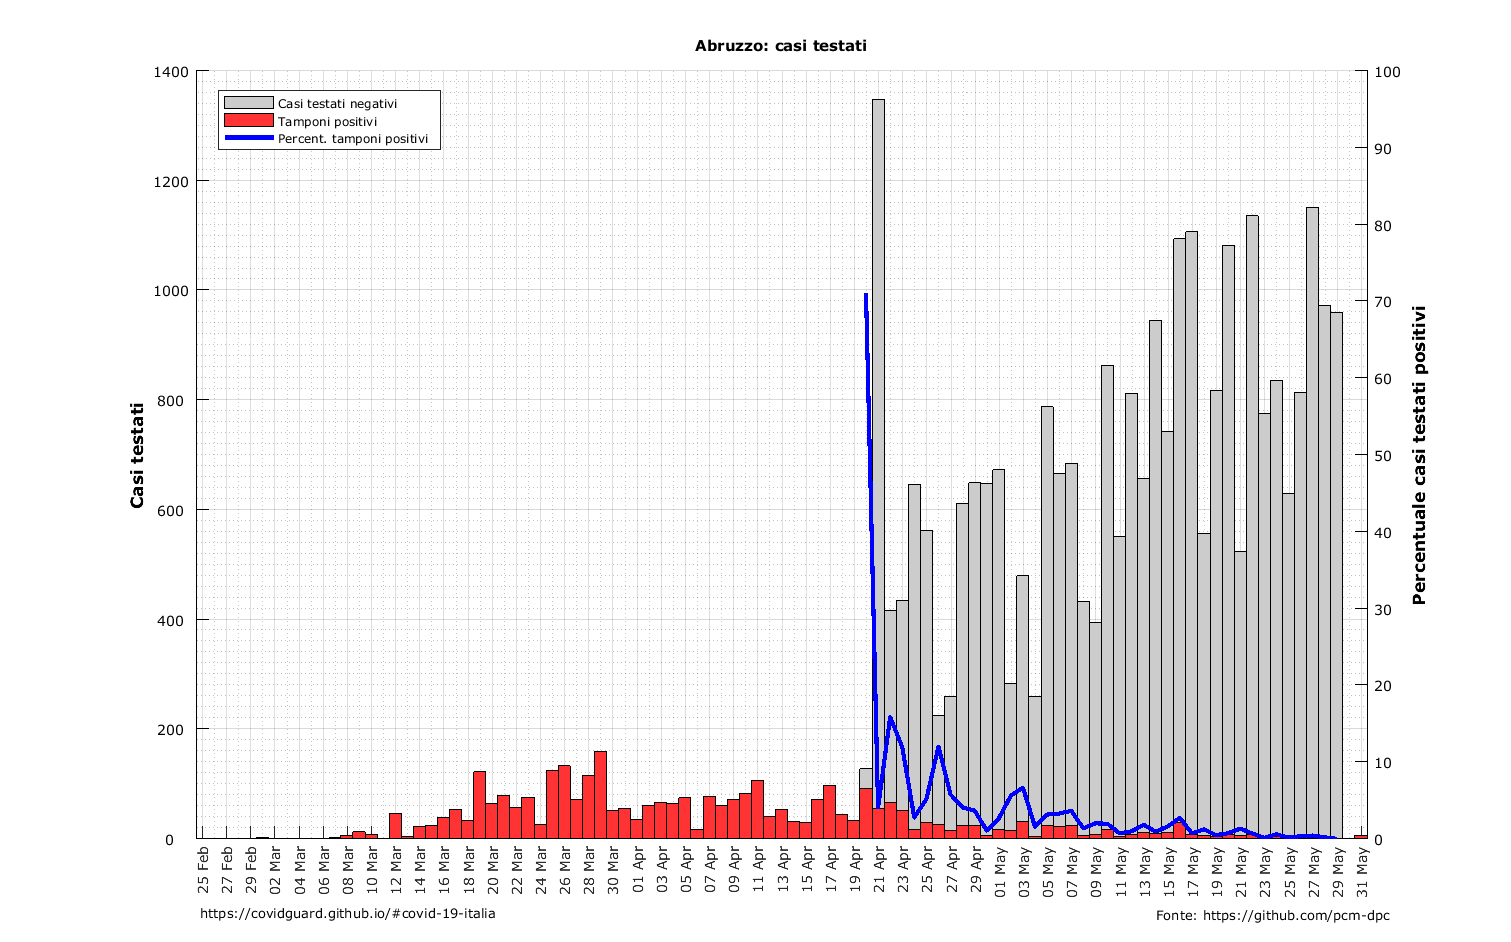 Abruzzo: casi testati
Casi testati negativi
Tamponi positivi
Percent. tamponi positivi
1400
1200
1000
800
600
400
200
0
Casi testati
100
90
80
70
60
50
40
30
20
10
0
Percentuale casi testati positivi
25 Feb
27 Feb
29 Feb
02 Mar
04 Mar
06 Mar
08 Mar
10 Mar
12 Mar
14 Mar
16 Mar
18 Mar
20 Mar
22 Mar
24 Mar
26 Mar
28 Mar
30 Mar
01 Apr
03 Apr
05 Apr
07 Apr
09 Apr
11 Apr
13 Apr
15 Apr
17 Apr
19 Apr
21 Apr
23 Apr
25 Apr
27 Apr
29 Apr
01 May
03 May
05 May
07 May
09 May
11 May
13 May
15 May
17 May
19 May
21 May
23 May
25 May
27 May
29 May
31 May
https://covidguard.github.io/#covid-19-italia
Fonte: https://github.com/pcm-dpc